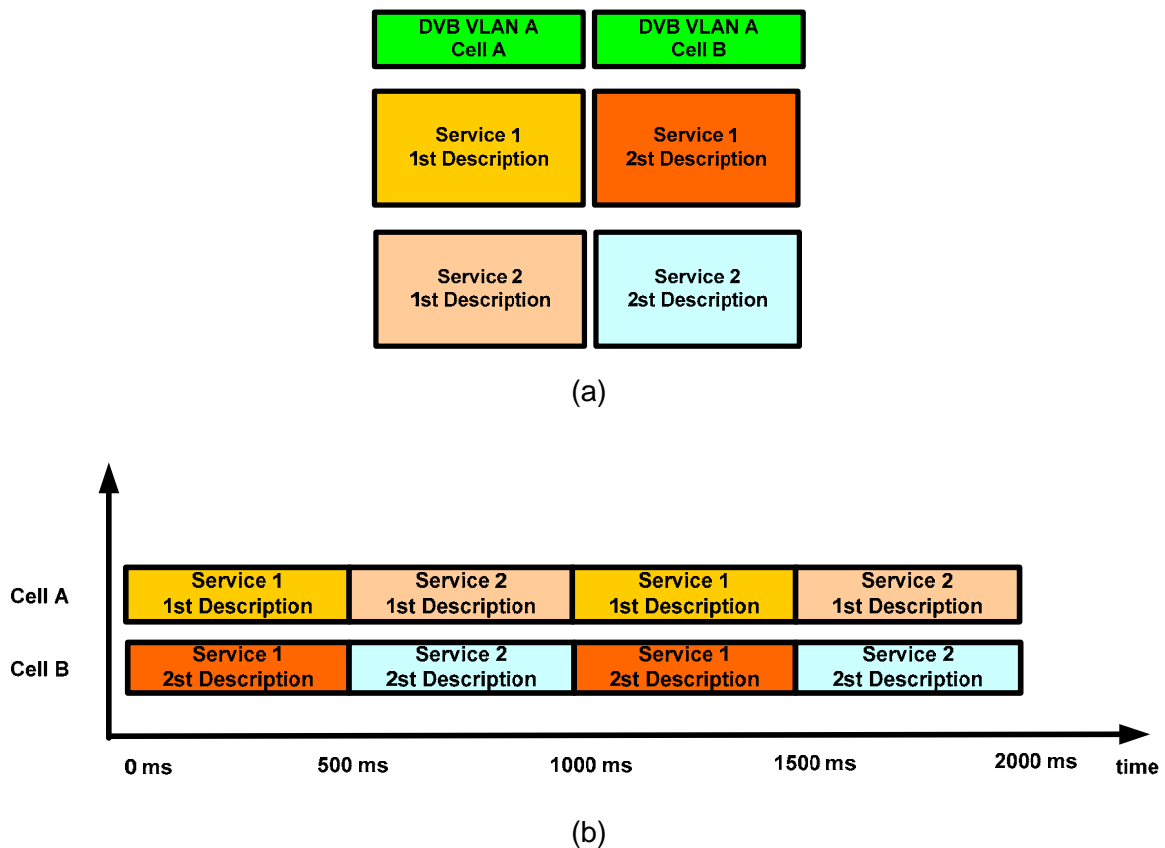 DVB VLAN A
Cell A
DVB VLAN A
Cell B
Service 1
1st Description
Service 1
2st Description
Service 2
1st Description
Service 2
2st Description
(a)
Cell A
Service 1
1st Description
Service 2
1st Description
Service 1
1st Description
Service 2
1st Description
Cell B
Service 1
2st Description
Service 2
2st Description
Service 1
2st Description
Service 2
2st Description
0 ms
500 ms
1000 ms
1500 ms
2000 ms
time
(b)